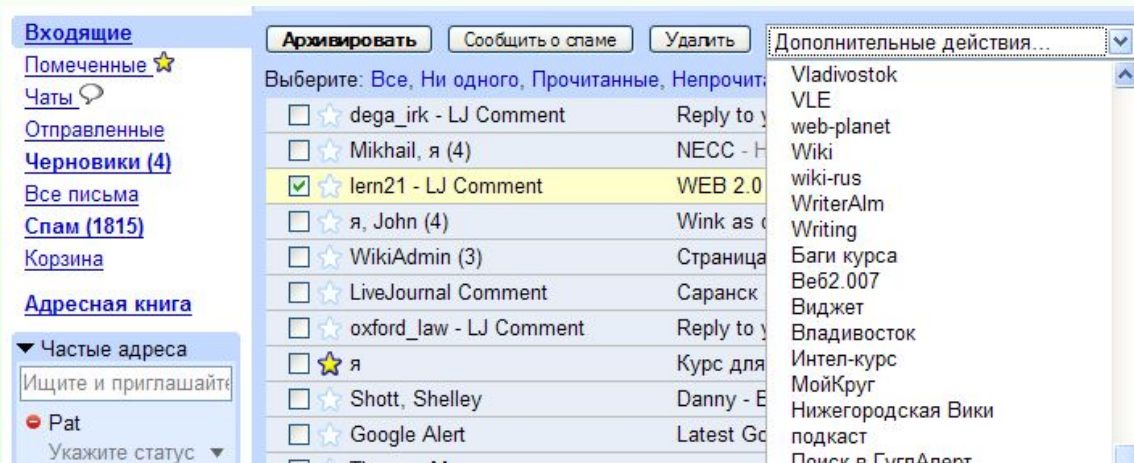 Входящие
Помеченные
Чаты
Отправленные
Черновики (4)
Все письма
Спам (1815)
Корзина
Адресная книга
Частые адреса
Ищите и приглашайте
Pat
Укажите статус
Архивировать Сообщить о спаме Удалить Дополнительные действия...
Выберите: Все, Ни одного, Прочитанные, Непрочита
dega_irk - LJ Comment Reply to y
Mikhail, я (4) NECC - H
lern21 - LJ Comment WEB 2.0
я, John (4) Wink as
WikiAdmin (3) Страница
LiveJournal Comment Саранск
oxford_law - LJ Comment Reply to y
я Курс для
Shott, Shelley Danny - E
Google Alert Latest Go
Vladivostok
VLE
web-planet
Wiki
wiki-rus
WriterAlm
Writing
Баги курса
Веб2.007
Виджет
Владивосток
Интел-курс
МойКруг
Нижегородская Вики
подкаст
Поиск в ГуглАлерт